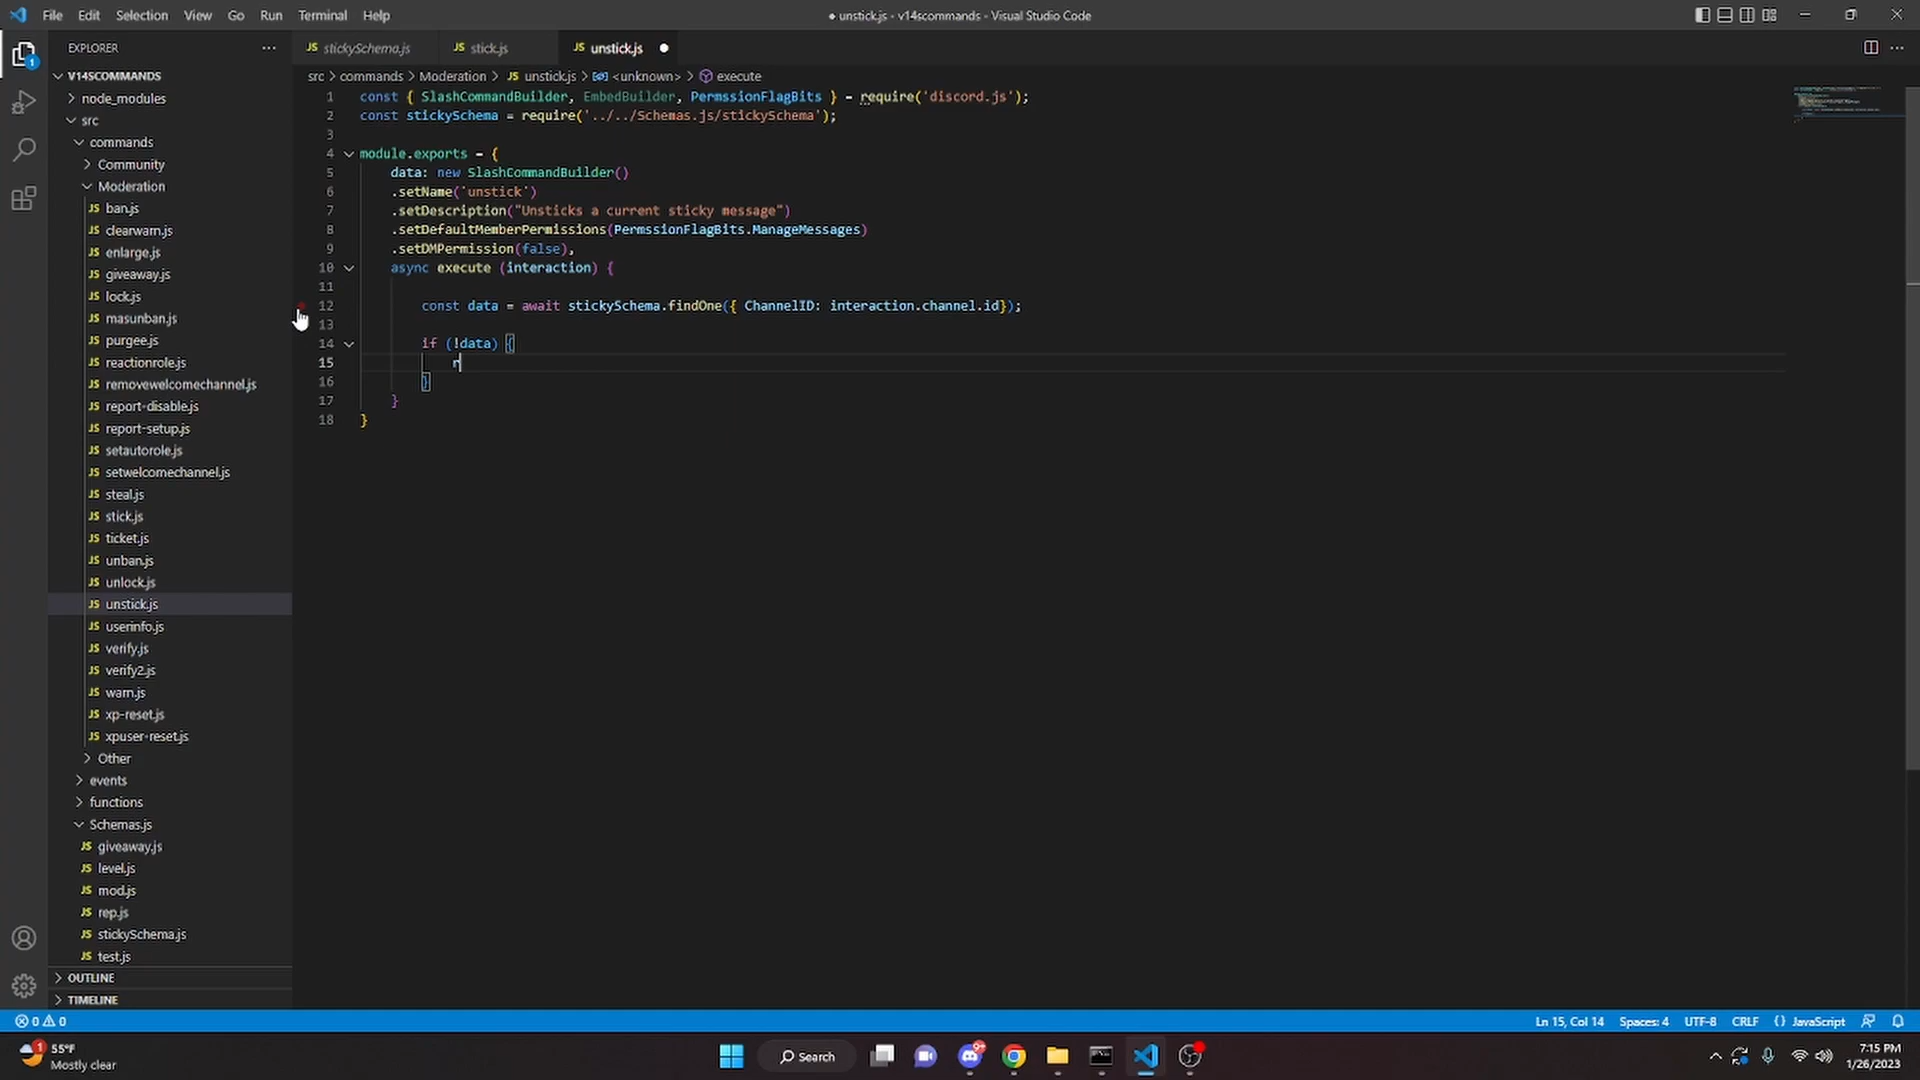 File Edit Selection View Go Run Terminal Help
● unstick.js - v14scommands - Visual Studio Code
EXPLORER
stickySchema.js
stick.js
unstick.js
src > commands > Moderation > unstick.js > <unknown> > execute
V14SCOMMANDS
node_modules
src
commands
Community
Moderation
ban.js
clearwarn.js
enlarge.js
giveaway.js
lock.js
masunban.js
purgee.js
reactionrole.js
removewelcomechannel.js
report-disable.js
report-setup.js
setautorole.js
setwelcomechannel.js
steal.js
stick.js
ticket.js
unban.js
unlock.js
unstick.js
userinfo.js
verify.js
verify2.js
warn.js
xp-reset.js
xpuser-reset.js
Other
events
functions
Schemas.js
giveaway.js
level.js
mod.js
rep.js
stickySchema.js
test.js
OUTLINE
TIMELINE
1 const { SlashCommandBuilder, EmbedBuilder, PermssionFlagBits } = require('discord.js');
2 const stickySchema = require('../../Schemas.js/stickySchema');
3
4 module.exports = {
5 data: new SlashCommandBuilder()
6 .setName('unstick')
7 .setDescription("Unsticks a current sticky message")
8 .setDefaultMemberPermissions(PermssionFlagBits.ManageMessages)
9 .setDMPermission(false),
10 async execute (interaction) {
11
12 const data = await stickySchema.findOne({ ChannelID: interaction.channel.id});
13
14 if (!data) {
15 r
16 }
17 }
18 }
0 0
Ln 15, Col 14
Spaces: 4
UTF-8
CRLF
{} JavaScript
1
55°F
Mostly clear
Search
9+
7:15 PM
1/26/2023